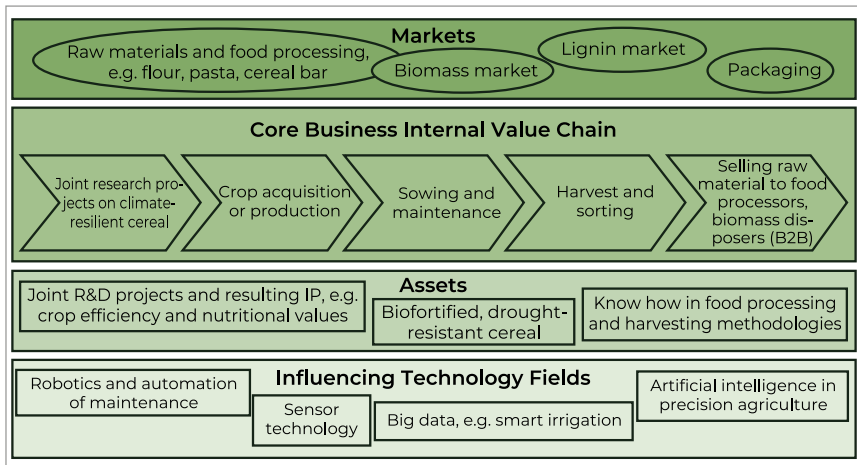 Markets
Raw materials and food processing,
e.g. flour, pasta, cereal bar
Biomass market
Lignin market
Packaging
Core Business Internal Value Chain
Joint research pro-
jects on climate-
resilient cereal
Crop acquisition
or production
Sowing and
maintenance
Harvest and
sorting
Selling raw
material to food
processors,
biomass dis-
posers (B2B)
Assets
Joint R&D projects and resulting IP, e.g.
crop efficiency and nutritional values
Biofortified, drought-
resistant cereal
Know how in food processing
and harvesting methodologies
Influencing Technology Fields
Robotics and automation
of maintenance
Sensor
technology
Big data, e.g. smart irrigation
Artificial intelligence in
precision agriculture